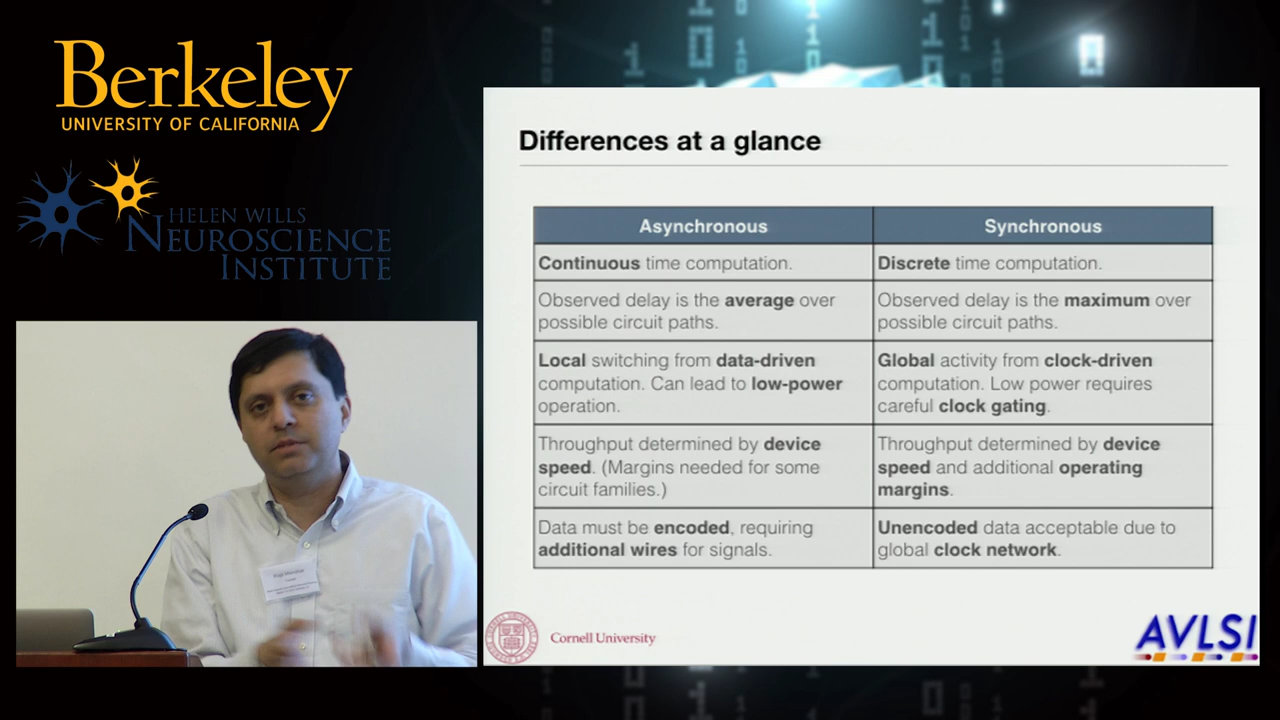 Berkeley
UNIVERSITY OF CALIFORNIA
HELEN WILLS
NEUROSCIENCE
INSTITUTE
Differences at a glance
Asynchronous
Synchronous
Continuous time computation.
Discrete time computation.
Observed delay is the average over
possible circuit paths.
Observed delay is the maximum over
possible circuit paths.
Local switching from data-driven
computation. Can lead to low-power
operation.
Global activity from clock-driven
computation. Low power requires
careful clock gating.
Throughput determined by device
speed. (Margins needed for some
circuit families.)
Throughput determined by device
speed and additional operating
margins.
Data must be encoded, requiring
additional wires for signals.
Unencoded data acceptable due to
global clock network.
Cornell University
AVLSI